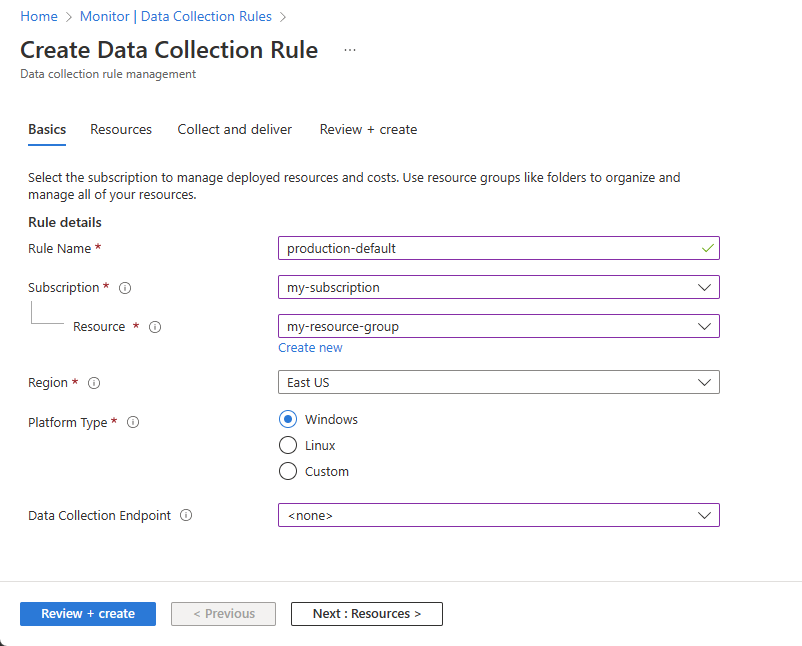 Home > Monitor | Data Collection Rules >
Create Data Collection Rule ...
Data collection rule management
Basics Resources Collect and deliver Review + create
Select the subscription to manage deployed resources and costs. Use resource groups like folders to organize and
manage all of your resources.
Rule details
Rule Name * production-default
Subscription * my-subscription
Resource * my-resource-group
Create new
Region * East US
Platform Type * Windows
Linux
Custom
Data Collection Endpoint <none>
Review + create < Previous Next : Resources >